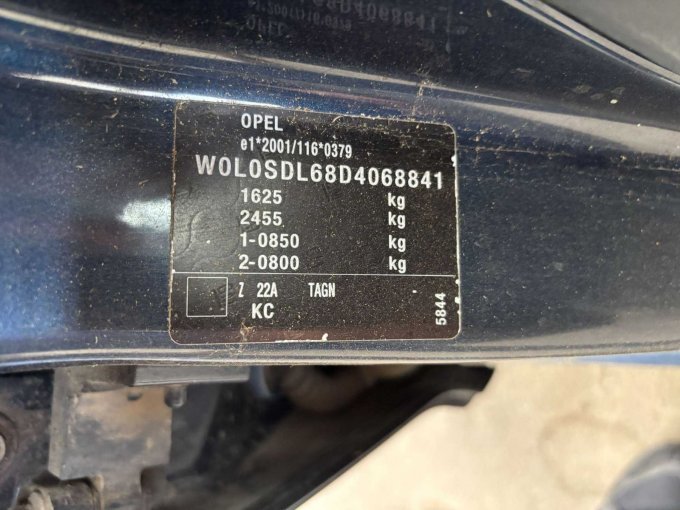 OPEL
e1*2001/116*0379
W0L0SDL68D4068841
1625 kg
2455 kg
1-0850 kg
2-0800 kg
Z 22A TAGN
KC
5844